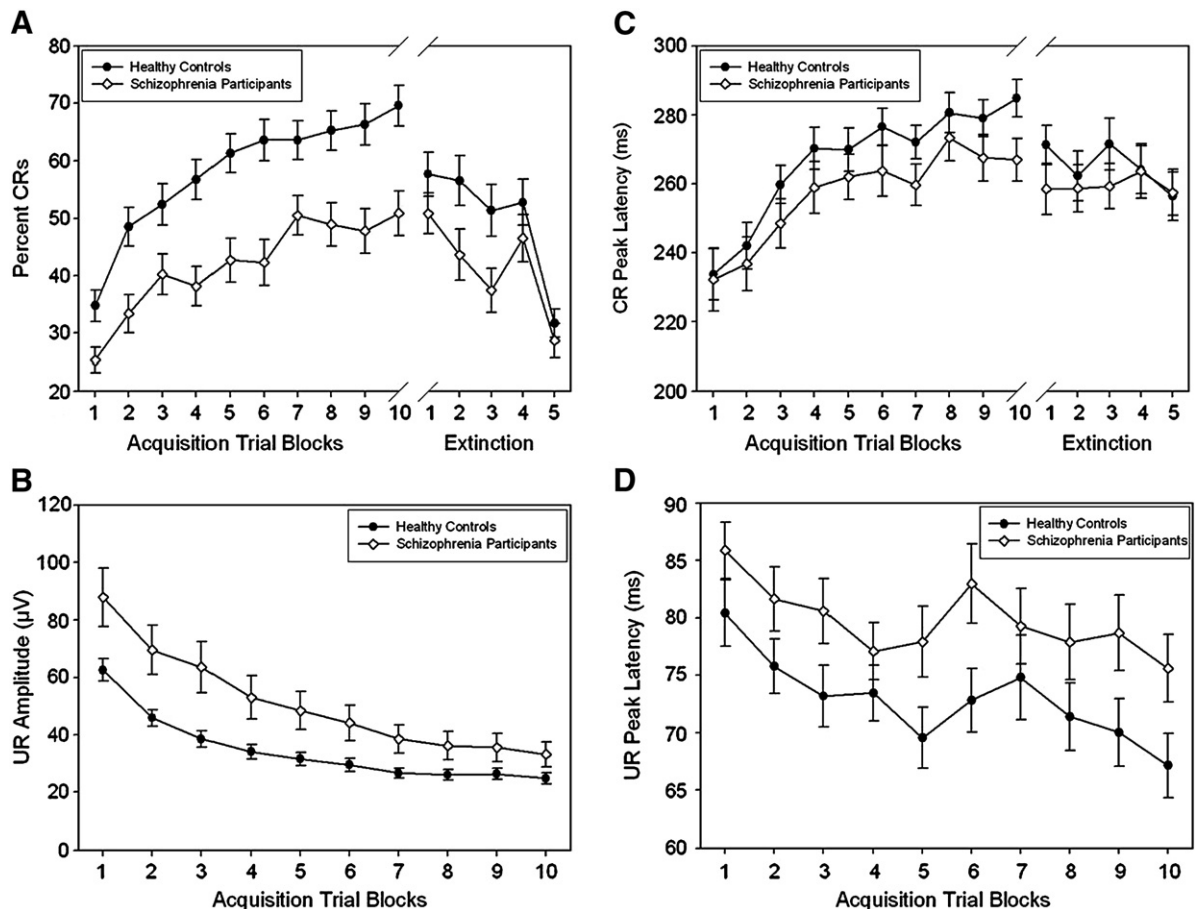 A
Percent CRs
80
70
60
50
40
30
20
Healthy Controls
Schizophrenia Participants
1 2 3 4 5 6 7 8 9 10 1 2 3 4 5
Acquisition Trial Blocks Extinction
C
CR Peak Latency (ms)
300
280
260
240
220
200
Healthy Controls
Schizophrenia Participants
1 2 3 4 5 6 7 8 9 10 1 2 3 4 5
Acquisition Trial Blocks Extinction
B
UR Amplitude (µV)
120
100
80
60
40
20
0
Healthy Controls
Schizophrenia Participants
1 2 3 4 5 6 7 8 9 10
Acquisition Trial Blocks
D
UR Peak Latency (ms)
90
85
80
75
70
65
60
Healthy Controls
Schizophrenia Participants
1 2 3 4 5 6 7 8 9 10
Acquisition Trial Blocks